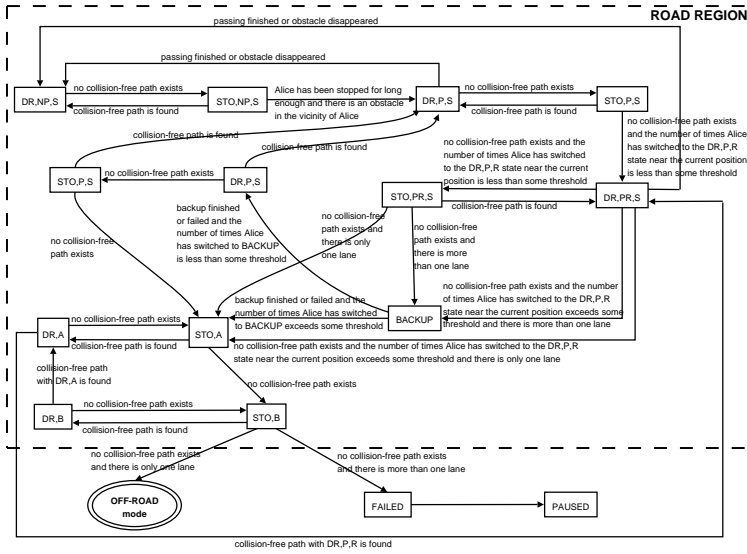 ROAD REGION
passing finished or obstacle disappeared
passing finished or obstacle disappeared
DR,NP,S
no collision-free path exists
collision-free path is found
STO,NP,S
Alice has been stopped for long
enough and there is an obstacle
in the vicinity of Alice
DR,P,S
no collision-free path exists
collision-free path is found
STO,P,S
no collision-free path exists
and the number of times Alice
has switched to the DR,P,R
state near the current position
is less than some threshold
collision-free path is found
collision-free path is found
STO,P,S
no collision-free path exists
DR,P,S
no collision-free path exists and the
number of times Alice has switched
to the DR,P,R state near the current
position is less than some threshold
STO,PR,S
collision-free path is found
DR,PR,S
backup finished
or failed and the
number of times Alice
has switched to BACKUP
is less than some threshold
no collision-free
path exists and
there is only
one lane
no collision-free
path exists and
there is more
than one lane
no collision-free
path exists
backup finished or failed and the
number of times Alice has switched
to BACKUP exceeds some threshold
BACKUP
no collision-free path exists and the number
of times Alice has switched to the DR,P,R
state near the current position exceeds some
threshold and there is more than one lane
DR,A
no collision-free path exists
collision-free path is found
STO,A
no collision-free path exists and the number of times Alice has switched to the DR,P,R
state near the current position exceeds some threshold and there is only one lane
collision-free path
with DR,A is found
no collision-free path exists
DR,B
no collision-free path exists
collision-free path is found
STO,B
no collision-free path exists
and there is only one lane
no collision-free path exists
and there is more than one lane
OFF-ROAD
mode
FAILED
PAUSED
collision-free path with DR,P,R is found